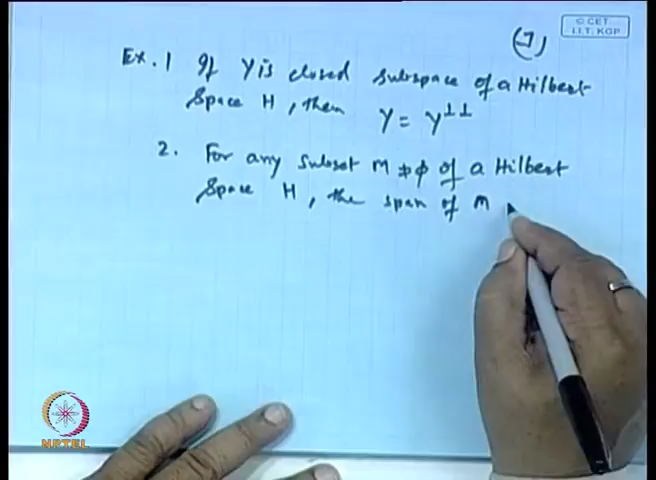 (7)
© CET
I.I.T. KGP
Ex. 1 If Y is closed subspace of a Hilbert
Space H, then Y = Y⊥⊥
2. For any subset M ≠ φ of a Hilbert
Space H, the span of M
NPTEL